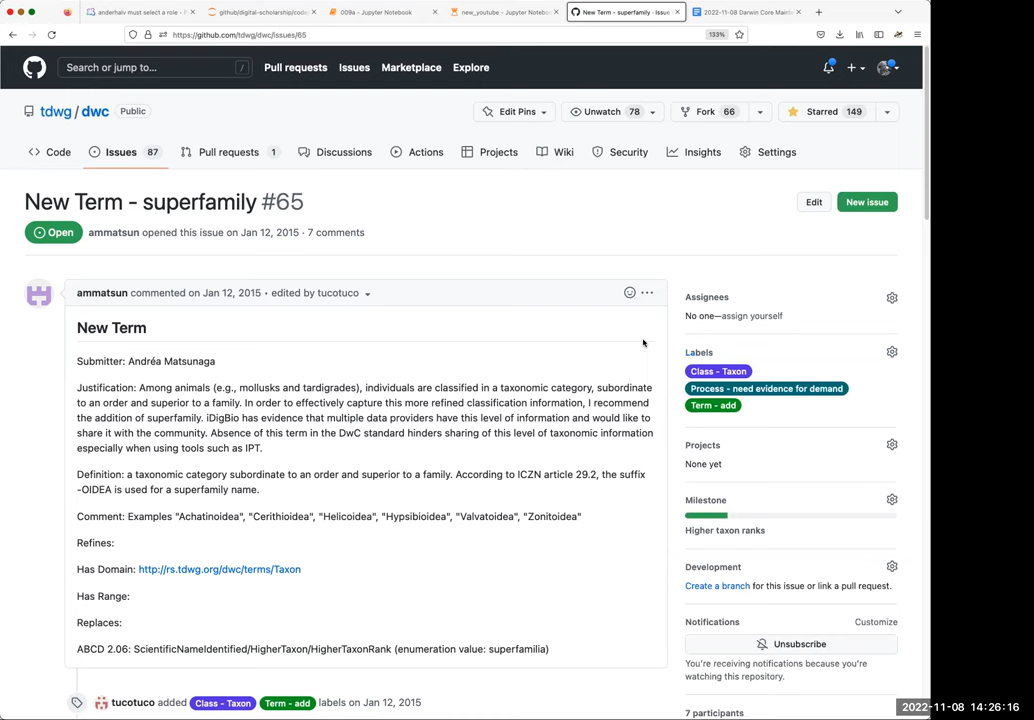 anderhalv must select a role - P
github/digital-scholarship/code
009a - Jupyter Notebook
new_youtube - Jupyter Notebook
New Term - superfamily · Issue
2022-11-08 Darwin Core Maint
https://github.com/tdwg/dwc/issues/65
133%
Search or jump to...
/
Pull requests
Issues
Marketplace
Explore
tdwg / dwc
Public
Edit Pins
Unwatch 78
Fork 66
Starred 149
Code
Issues 87
Pull requests 1
Discussions
Actions
Projects
Wiki
Security
Insights
Settings
New Term - superfamily #65
Edit
New issue
Open
ammatsun opened this issue on Jan 12, 2015 · 7 comments
ammatsun commented on Jan 12, 2015 • edited by tucotuco
New Term
Submitter: Andréa Matsunaga
Justification: Among animals (e.g., mollusks and tardigrades), individuals are classified in a taxonomic category, subordinate
to an order and superior to a family. In order to effectively capture this more refined classification information, I recommend
the addition of superfamily. iDigBio has evidence that multiple data providers have this level of information and would like to
share it with the community. Absence of this term in the DwC standard hinders sharing of this level of taxonomic information
especially when using tools such as IPT.
Definition: a taxonomic category subordinate to an order and superior to a family. According to ICZN article 29.2, the suffix
-OIDEA is used for a superfamily name.
Comment: Examples "Achatinoidea", "Cerithioidea", "Helicoidea", "Hypsibioidea", "Valvatoidea", "Zonitoidea"
Refines:
Has Domain: http://rs.tdwg.org/dwc/terms/Taxon
Has Range:
Replaces:
ABCD 2.06: ScientificNameIdentified/HigherTaxon/HigherTaxonRank (enumeration value: superfamilia)
tucotuco added Class - Taxon Term - add labels on Jan 12, 2015
Assignees
No one—assign yourself
Labels
Class - Taxon
Process - need evidence for demand
Term - add
Projects
None yet
Milestone
Higher taxon ranks
Development
Create a branch for this issue or link a pull request.
Notifications
Customize
Unsubscribe
You're receiving notifications because you're
watching this repository.
7 participants
2022-11-08 14:26:16